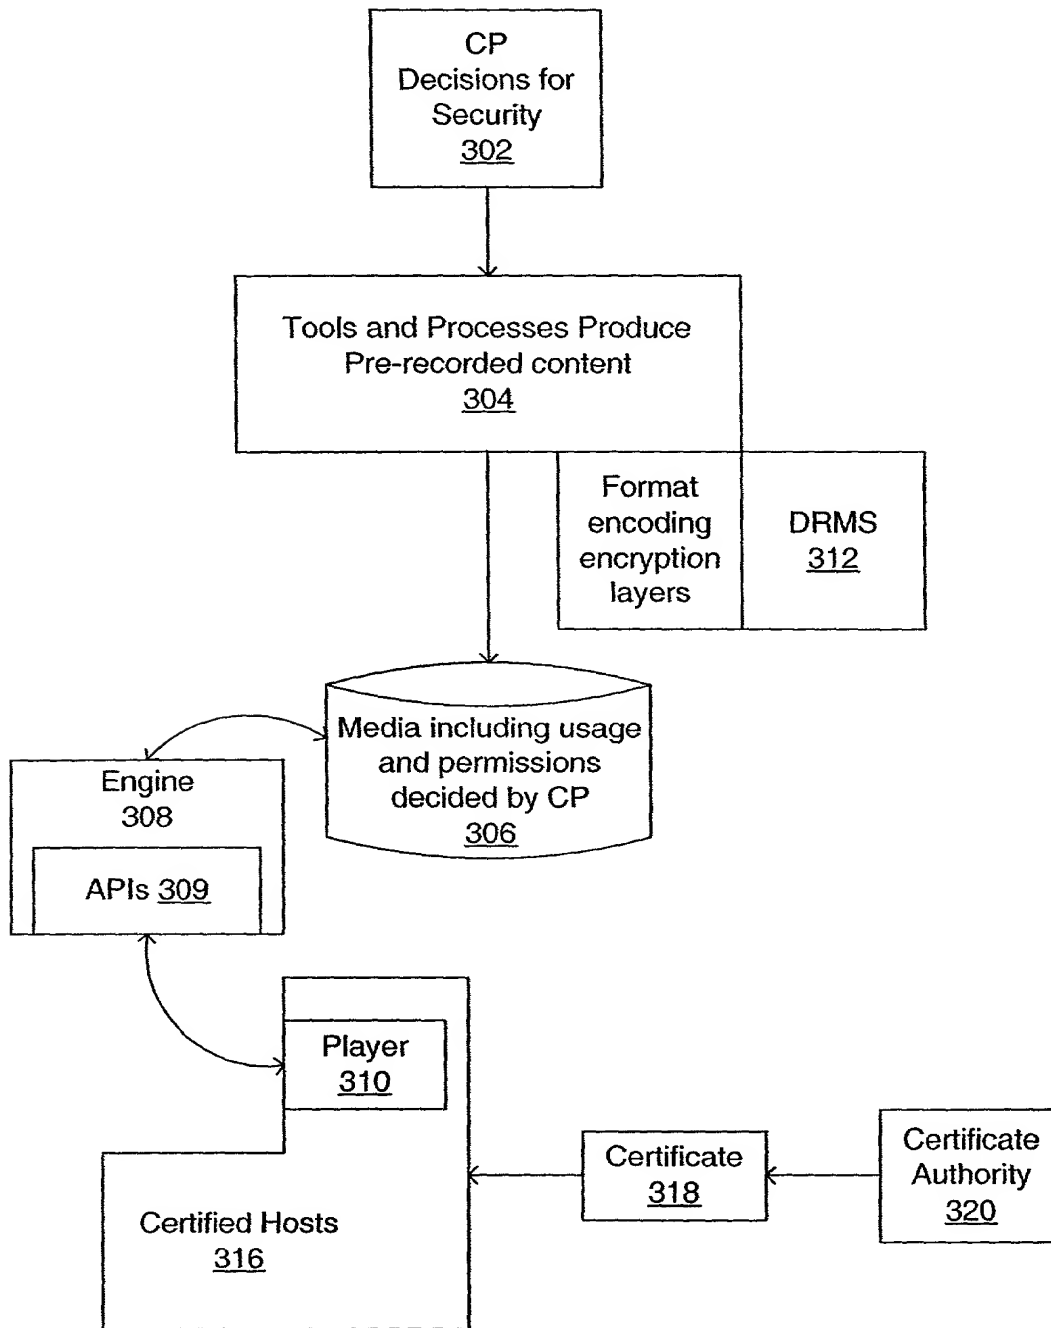 CP
Decisions for
Security
302
Tools and Processes Produce
Pre-recorded content
304
Format
encoding
encryption
layers
DRMS
312
Media including usage
and permissions
decided by CP
306
Engine
308
APIs 309
Player
310
Certified Hosts
316
Certificate
318
Certificate
Authority
320